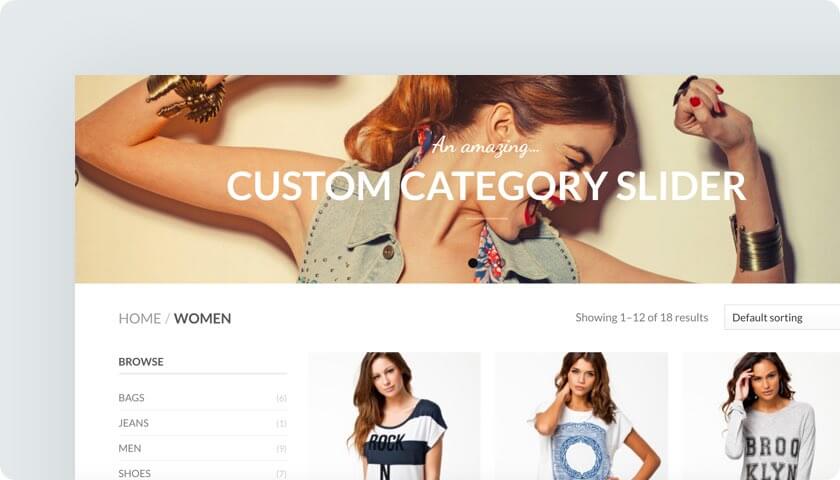 An amazing...
CUSTOM CATEGORY SLIDER
HOME / WOMEN
Showing 1–12 of 18 results
Default sorting
BROWSE
BAGS (6)
JEANS (1)
MEN (9)
SHOES (7)
ROCK
N
BROO
KLYN